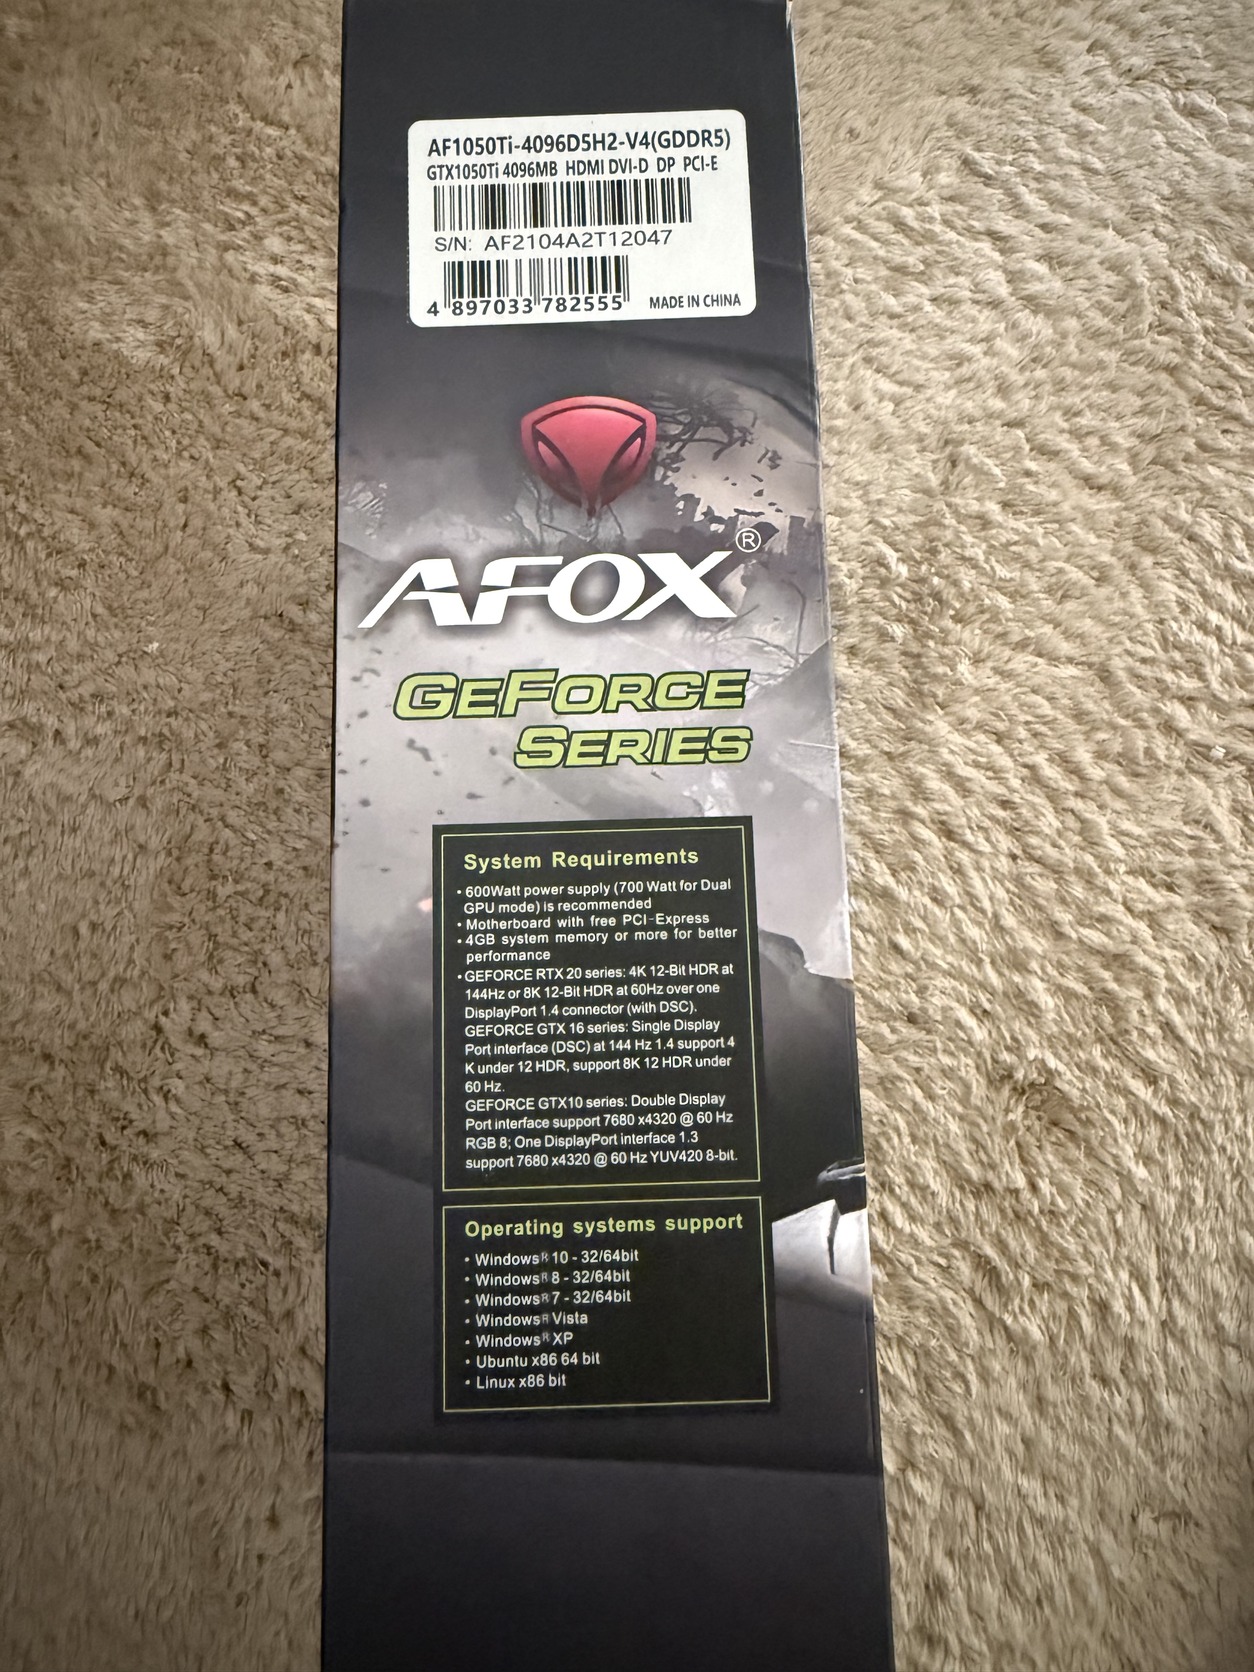 AF1050Ti-4096D5H2-V4(GDDR5)
GTX1050Ti 4096MB HDMI DVI-D DP PCI-E
S/N: AF2104A2T12047
4 897033 782555 MADE IN CHINA
AFOX®
GEFORCE
SERIES
System Requirements
• 600Watt power supply (700 Watt for Dual
GPU mode) is recommended
• Motherboard with free PCI-Express
• 4GB system memory or more for better
performance
• GEFORCE RTX 20 series: 4K 12-Bit HDR at
144Hz or 8K 12-Bit HDR at 60Hz over one
DisplayPort 1.4 connector (with DSC).
GEFORCE GTX 16 series: Single Display
Port interface (DSC) at 144 Hz 1.4 support 4
K under 12 HDR, support 8K 12 HDR under
60 Hz.
GEFORCE GTX10 series: Double Display
Port interface support 7680 x4320 @ 60 Hz
RGB 8; One DisplayPort interface 1.3
support 7680 x4320 @ 60 Hz YUV420 8-bit.
Operating systems support
• Windows® 10 - 32/64bit
• Windows® 8 - 32/64bit
• Windows® 7 - 32/64bit
• Windows® Vista
• Windows® XP
• Ubuntu x86 64 bit
• Linux x86 bit